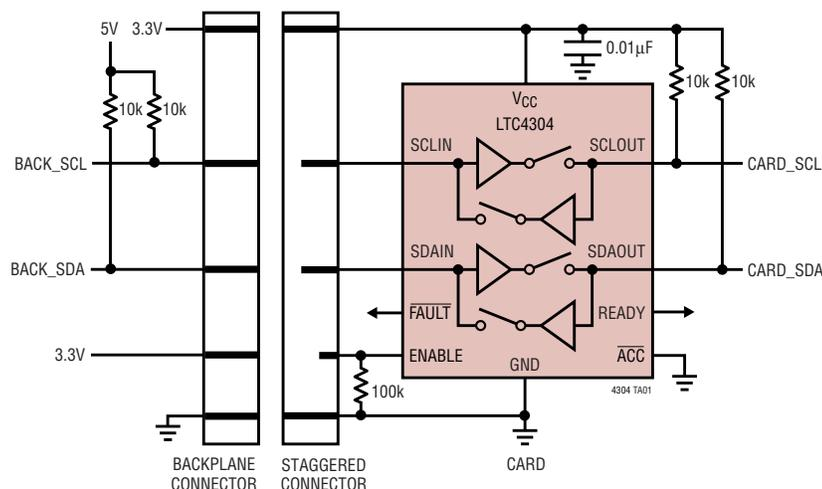 5V 3.3V
0.01μF
10k 10k
10k 10k
VCC
LTC4304
SCLIN SCLOUT
BACK_SCL CARD_SCL
SDAIN SDAOUT
BACK_SDA CARD_SDA
FAULT READY
3.3V ENABLE ACC
GND
100k
4304 TA01
BACKPLANE
CONNECTOR
STAGGERED
CONNECTOR
CARD